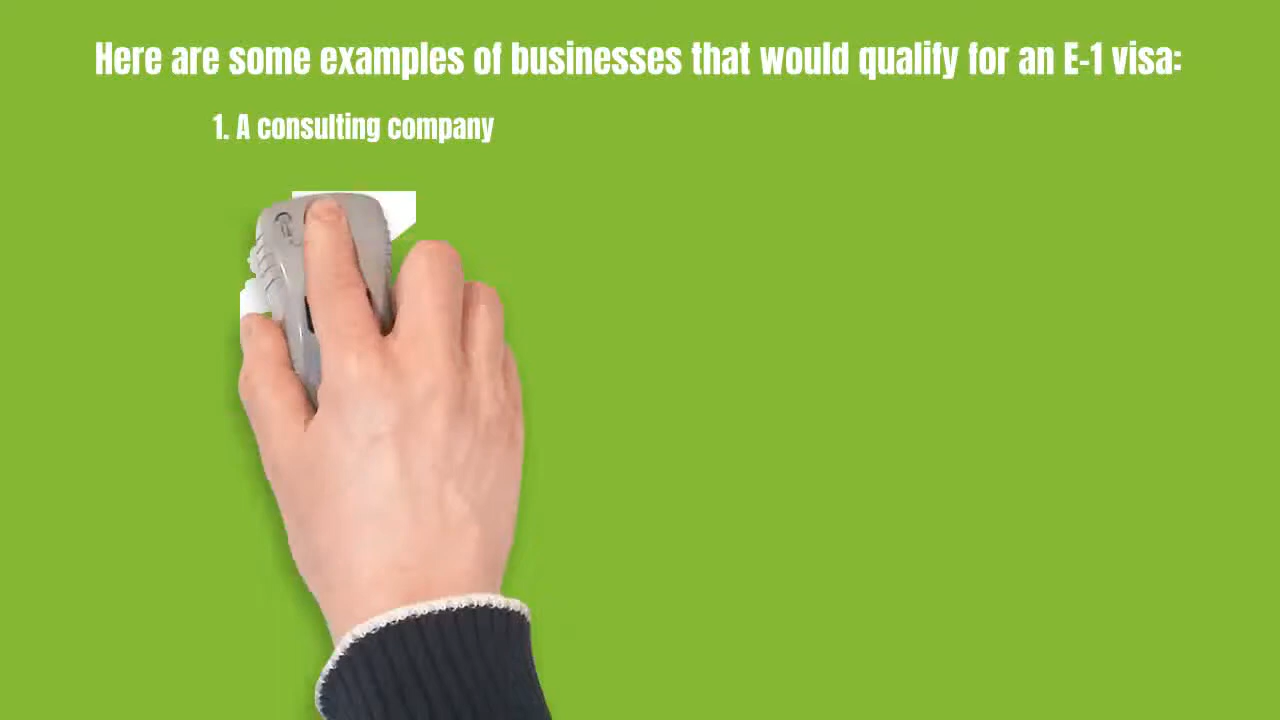 Here are some examples of businesses that would qualify for an E-1 visa:
1. A consulting company